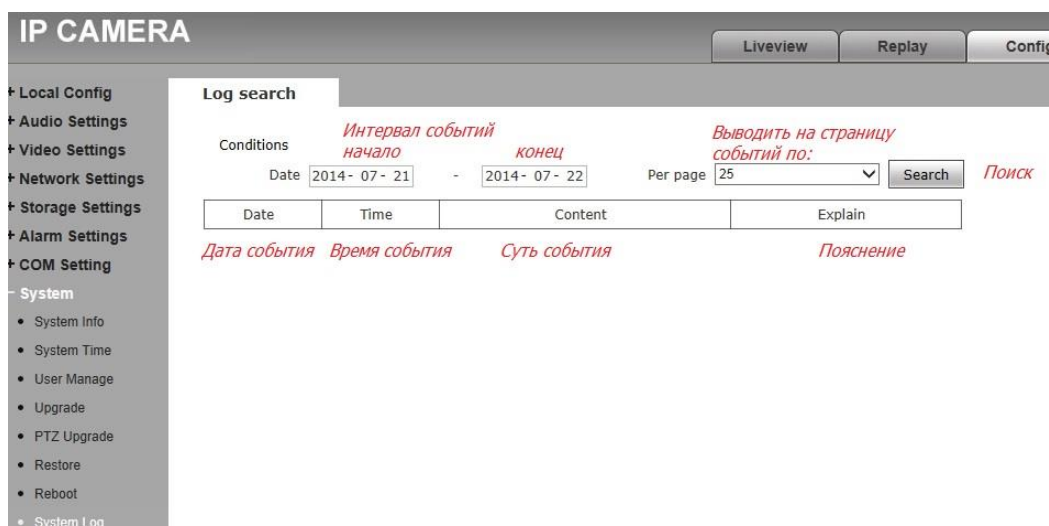 IP CAMERA
Liveview Replay Config
+ Local Config
+ Audio Settings
+ Video Settings
+ Network Settings
+ Storage Settings
+ Alarm Settings
+ COM Setting
− System
• System Info
• System Time
• User Manage
• Upgrade
• PTZ Upgrade
• Restore
• Reboot
• System Log
Log search
Интервал событий
Conditions
начало конец
Выводить на страницу
событий по:
Date 2014- 07- 21 - 2014- 07- 22 Per page 25 Search Поиск
Date Time Content Explain
Дата события Время события Суть события Пояснение